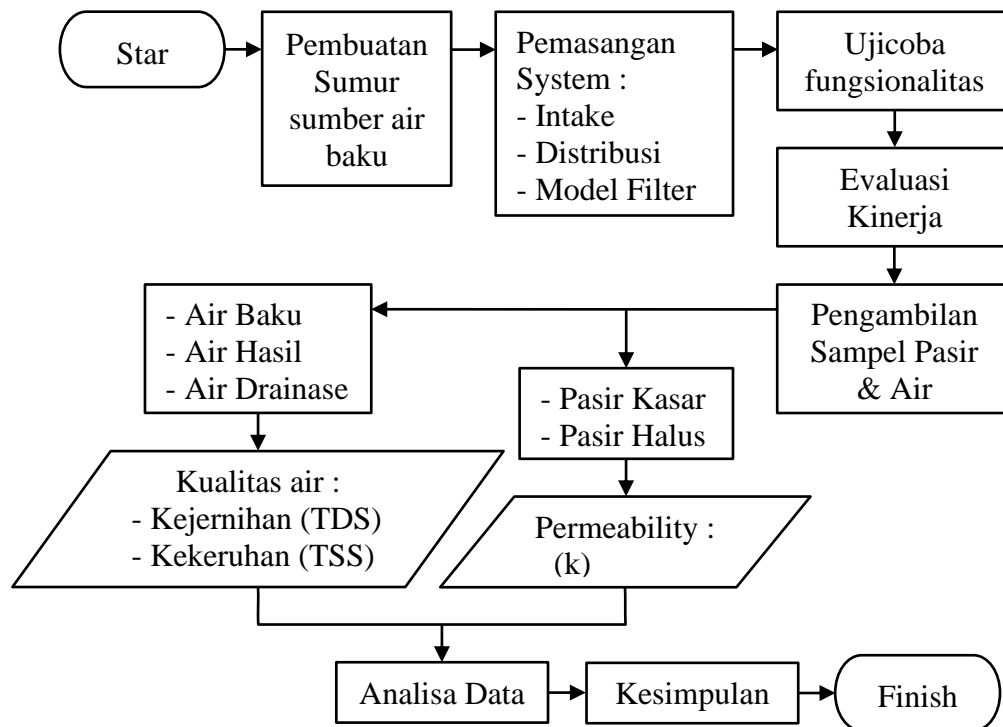 Star
Pembuatan
Sumur
sumber air
baku
Pemasangan
System :
- Intake
- Distribusi
- Model Filter
Ujicoba
fungsionalitas
Evaluasi
Kinerja
Pengambilan
Sampel Pasir
& Air
- Air Baku
- Air Hasil
- Air Drainase
- Pasir Kasar
- Pasir Halus
Kualitas air :
- Kejernihan (TDS)
- Kekeruhan (TSS)
Permeability :
(k)
Analisa Data
Kesimpulan
Finish